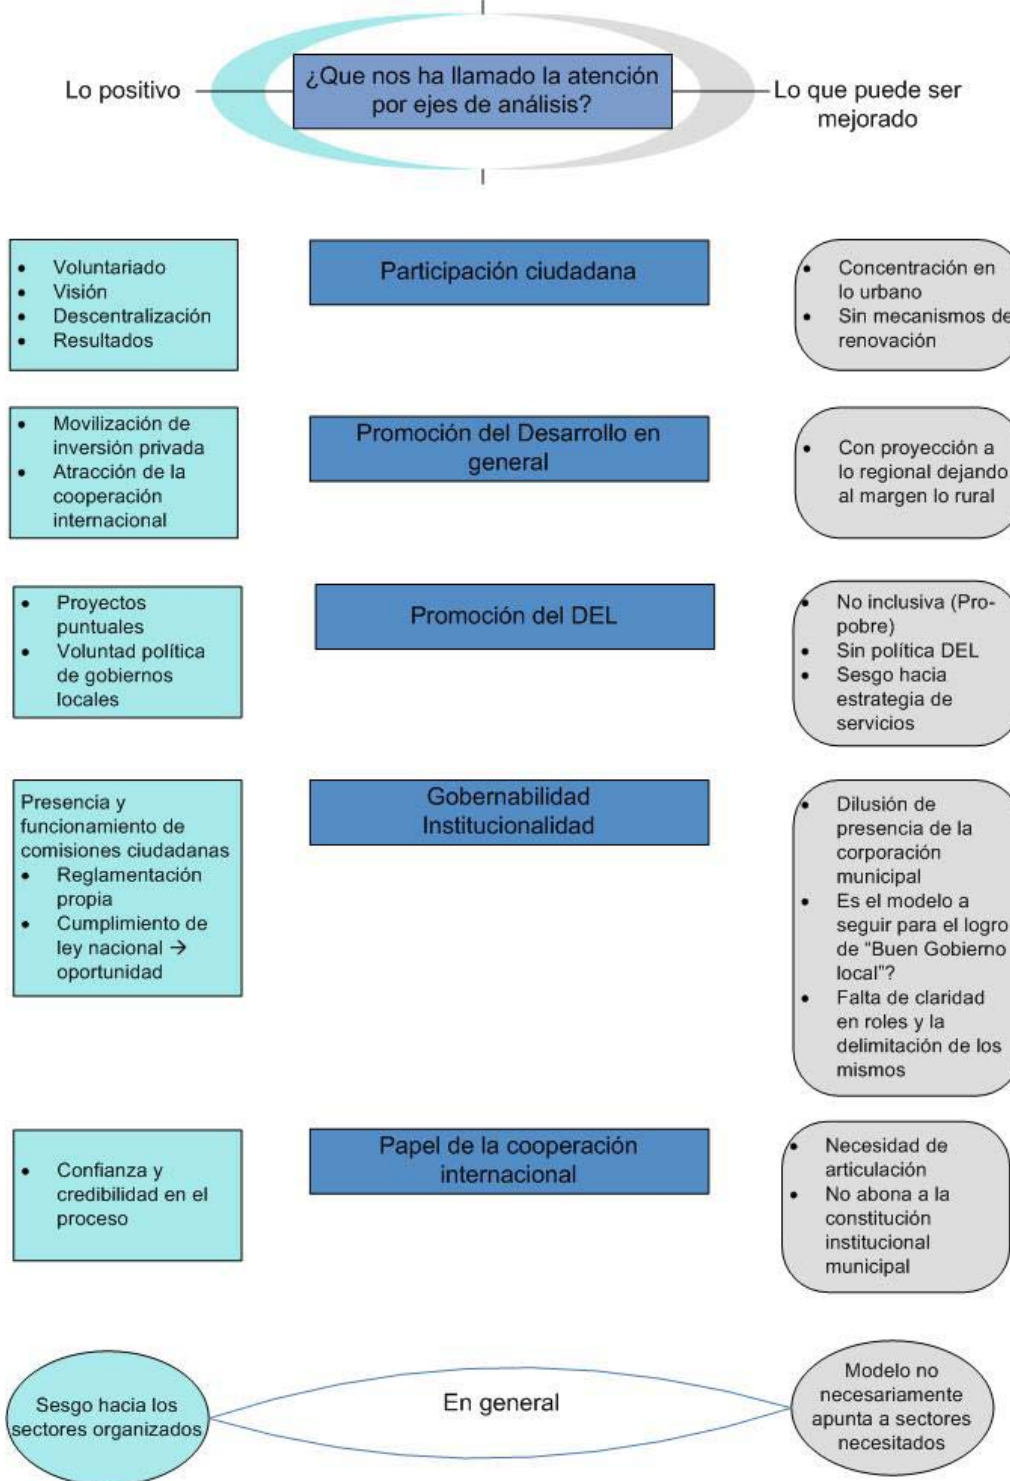 Lo positivo
¿Que nos ha llamado la atención
por ejes de análisis?
Lo que puede ser
mejorado
• Voluntariado
• Visión
• Descentralización
• Resultados
Participación ciudadana
• Concentración en
lo urbano
• Sin mecanismos de
renovación
• Movilización de
inversión privada
• Atracción de la
cooperación
internacional
Promoción del Desarrollo en
general
• Con proyección a
lo regional dejando
al margen lo rural
• Proyectos
puntuales
• Voluntad política
de gobiernos
locales
Promoción del DEL
• No inclusiva (Pro-
pobre)
• Sin política DEL
• Sesgo hacia
estrategia de
servicios
Presencia y
funcionamiento de
comisiones ciudadanas
• Reglamentación
propia
• Cumplimiento de
ley nacional →
oportunidad
Gobernabilidad
Institucionalidad
• Dilusión de
presencia de la
corporación
municipal
• Es el modelo a
seguir para el logro
de “Buen Gobierno
local”?
• Falta de claridad
en roles y la
delimitación de los
mismos
• Confianza y
credibilidad en el
proceso
Papel de la cooperación
internacional
• Necesidad de
articulación
• No abona a la
constitución
institucional
municipal
Sesgo hacia los
sectores organizados
En general
Modelo no
necesariamente
apunta a sectores
necesitados